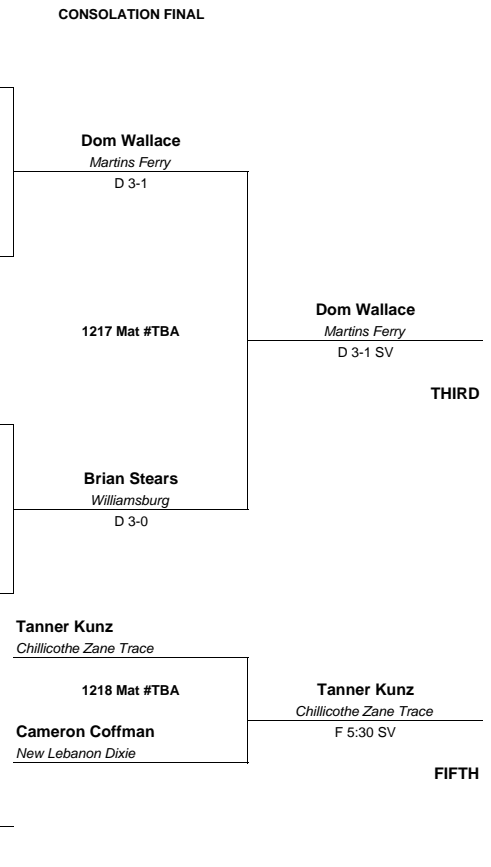 CONSOLATION FINAL
Dom Wallace
Martins Ferry
D 3-1
Dom Wallace
1217 Mat #TBA
Martins Ferry
D 3-1 SV
THIRD
Brian Stears
Williamsburg
D 3-0
Tanner Kunz
Chillicothe Zane Trace
1218 Mat #TBA
Tanner Kunz
Chillicothe Zane Trace
Cameron Coffman
F 5:30 SV
New Lebanon Dixie
FIFTH